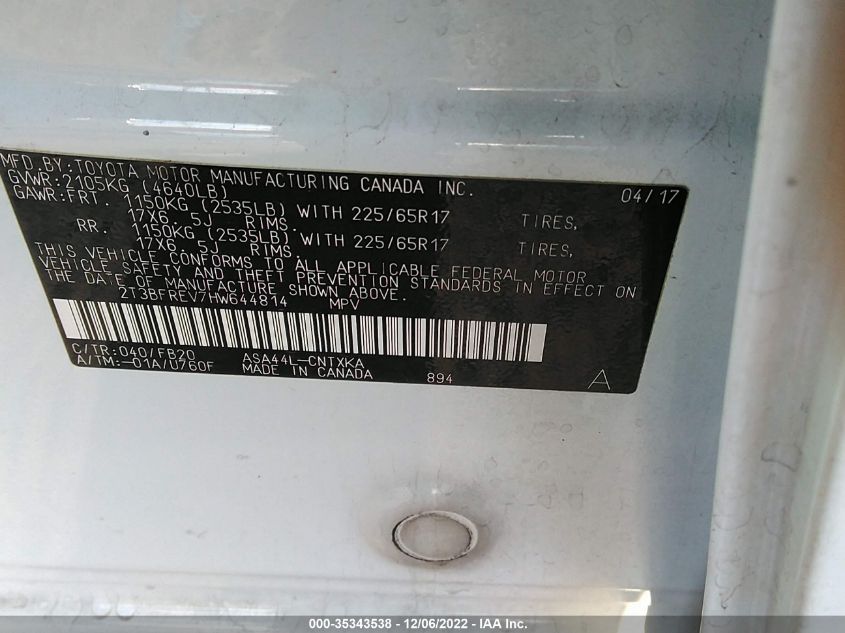 MFD.BY:TOYOTA MOTOR MANUFACTURING CANADA INC. 04/17
GVWR:2105KG (4640LB)
GAWR:FRT. 1150KG (2535LB) WITH 225/65R17 TIRES,
17X6.5J RIMS.
RR. 1150KG (2535LB) WITH 225/65R17 TIRES,
17X6.5J RIMS.
THIS VEHICLE CONFORMS TO ALL APPLICABLE FEDERAL MOTOR
VEHICLE SAFETY AND THEFT PREVENTION STANDARDS IN EFFECT ON
THE DATE OF MANUFACTURE SHOWN ABOVE.
2T3BFREV7HW644814 MPV
C/TR:040/FB20 ASA44L-CNTXKA
A/TM:-01A/U760F MADE IN CANADA 894 A
000-35343538 - 12/06/2022 - IAA Inc.